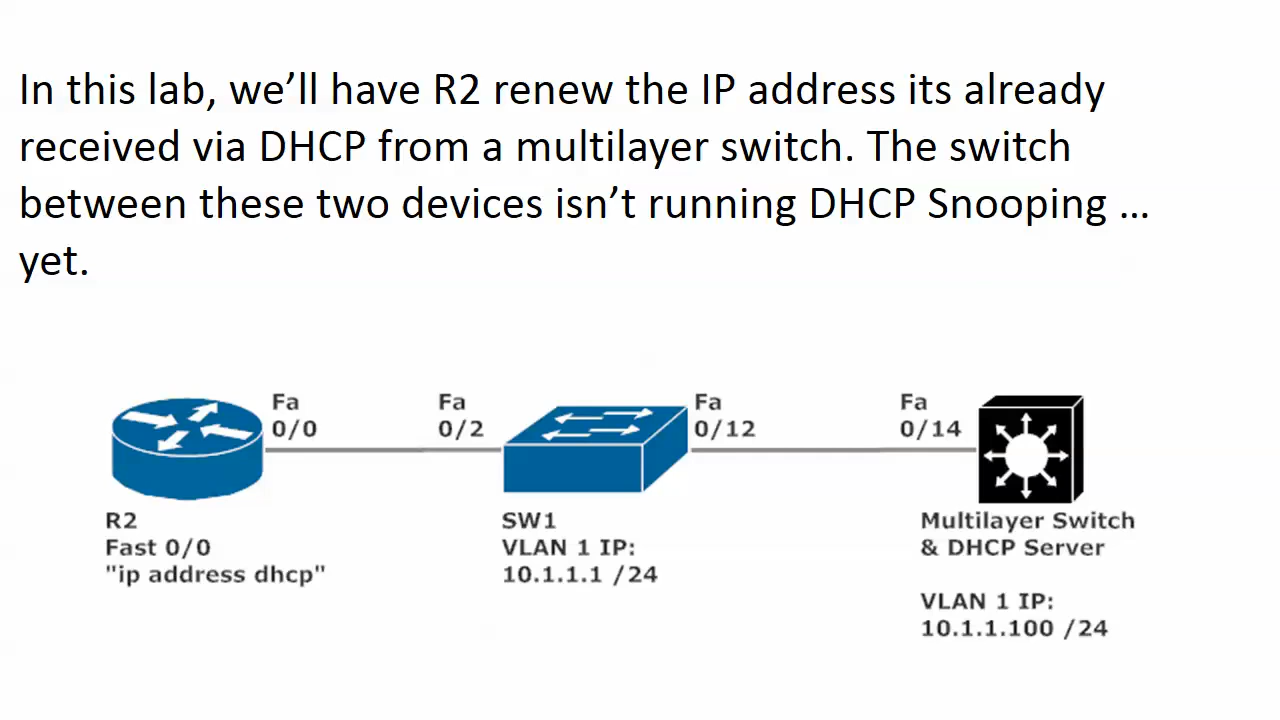 In this lab, we’ll have R2 renew the IP address its already
received via DHCP from a multilayer switch. The switch
between these two devices isn’t running DHCP Snooping …
yet.
Fa
0/0
Fa
0/2
Fa
0/12
Fa
0/14
R2
Fast 0/0
"ip address dhcp"
SW1
VLAN 1 IP:
10.1.1.1 /24
Multilayer Switch
& DHCP Server
VLAN 1 IP:
10.1.1.100 /24